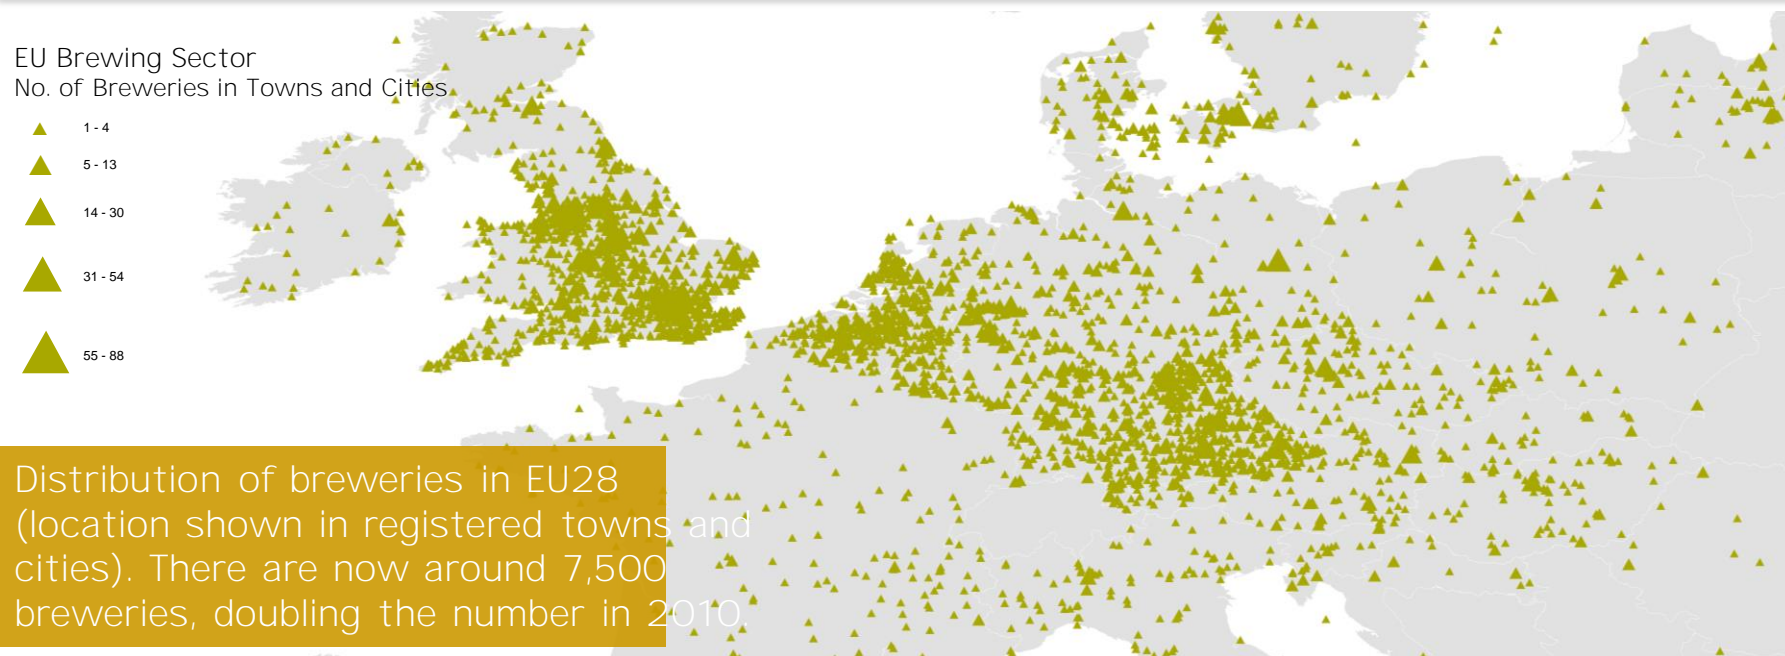 EU Brewing Sector
No. of Breweries in Towns and Cities
1 - 4
5 - 13
14 - 30
31 - 54
55 - 88
Distribution of breweries in EU28
(location shown in registered towns and
cities). There are now around 7,500
breweries, doubling the number in 2010.